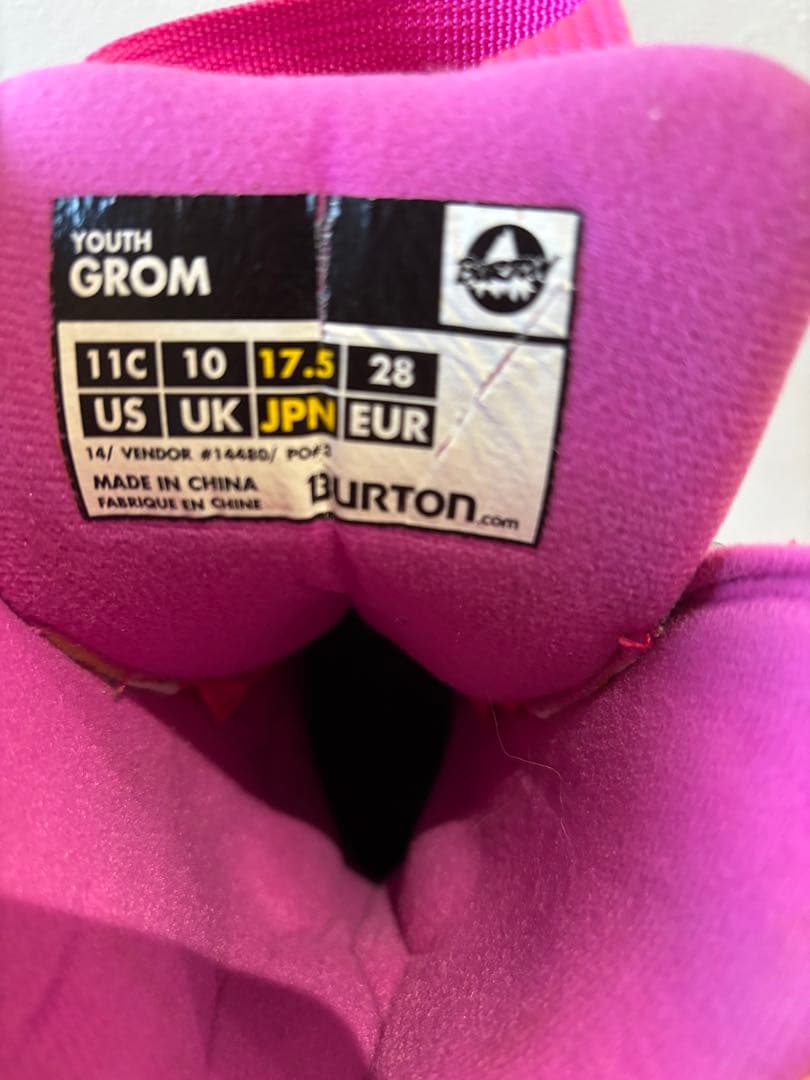 YOUTH
GROM
BURTON
11C 10 17.5 28
US UK JPN EUR
14/ VENDOR #14480/
MADE IN CHINA
FABRIQUE EN CHINE
BURTON.com